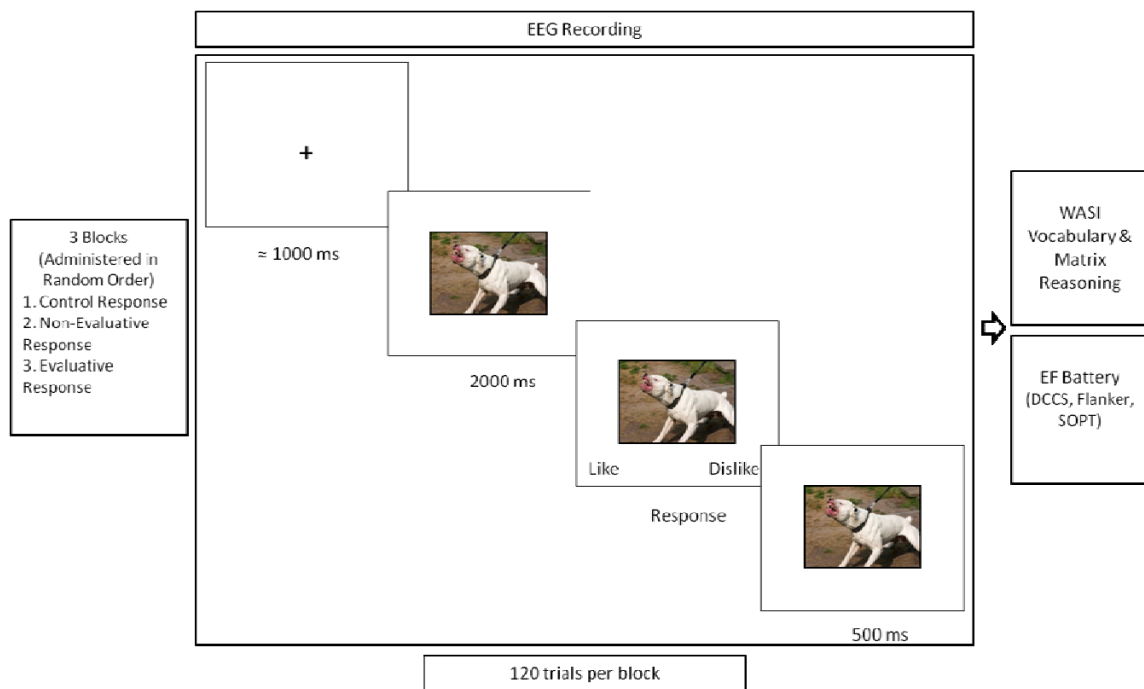 EEG Recording
+
≈ 1000 ms
3 Blocks
(Administered in
Random Order)
1. Control Response
2. Non-Evaluative
Response
3. Evaluative
Response
2000 ms
Like Dislike
Response
500 ms
WASI
Vocabulary &
Matrix
Reasoning
EF Battery
(DCCS, Flanker,
SOPT)
120 trials per block